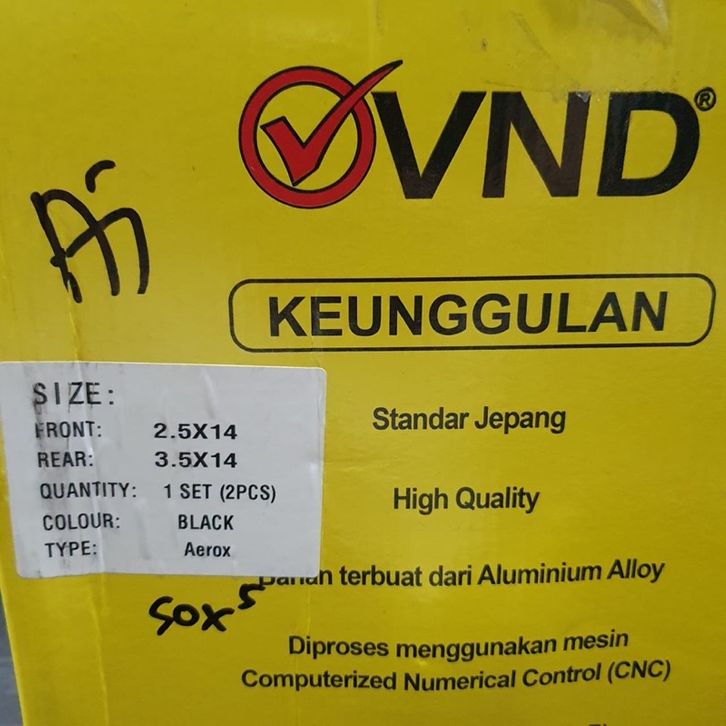 VND®
KEUNGGULAN
SIZE:
FRONT: 2.5X14
REAR: 3.5X14
QUANTITY: 1 SET (2PCS)
COLOUR: BLACK
TYPE: Aerox
Standar Jepang
High Quality
Bahan terbuat dari Aluminium Alloy
Diproses menggunakan mesin
Computerized Numerical Control (CNC)